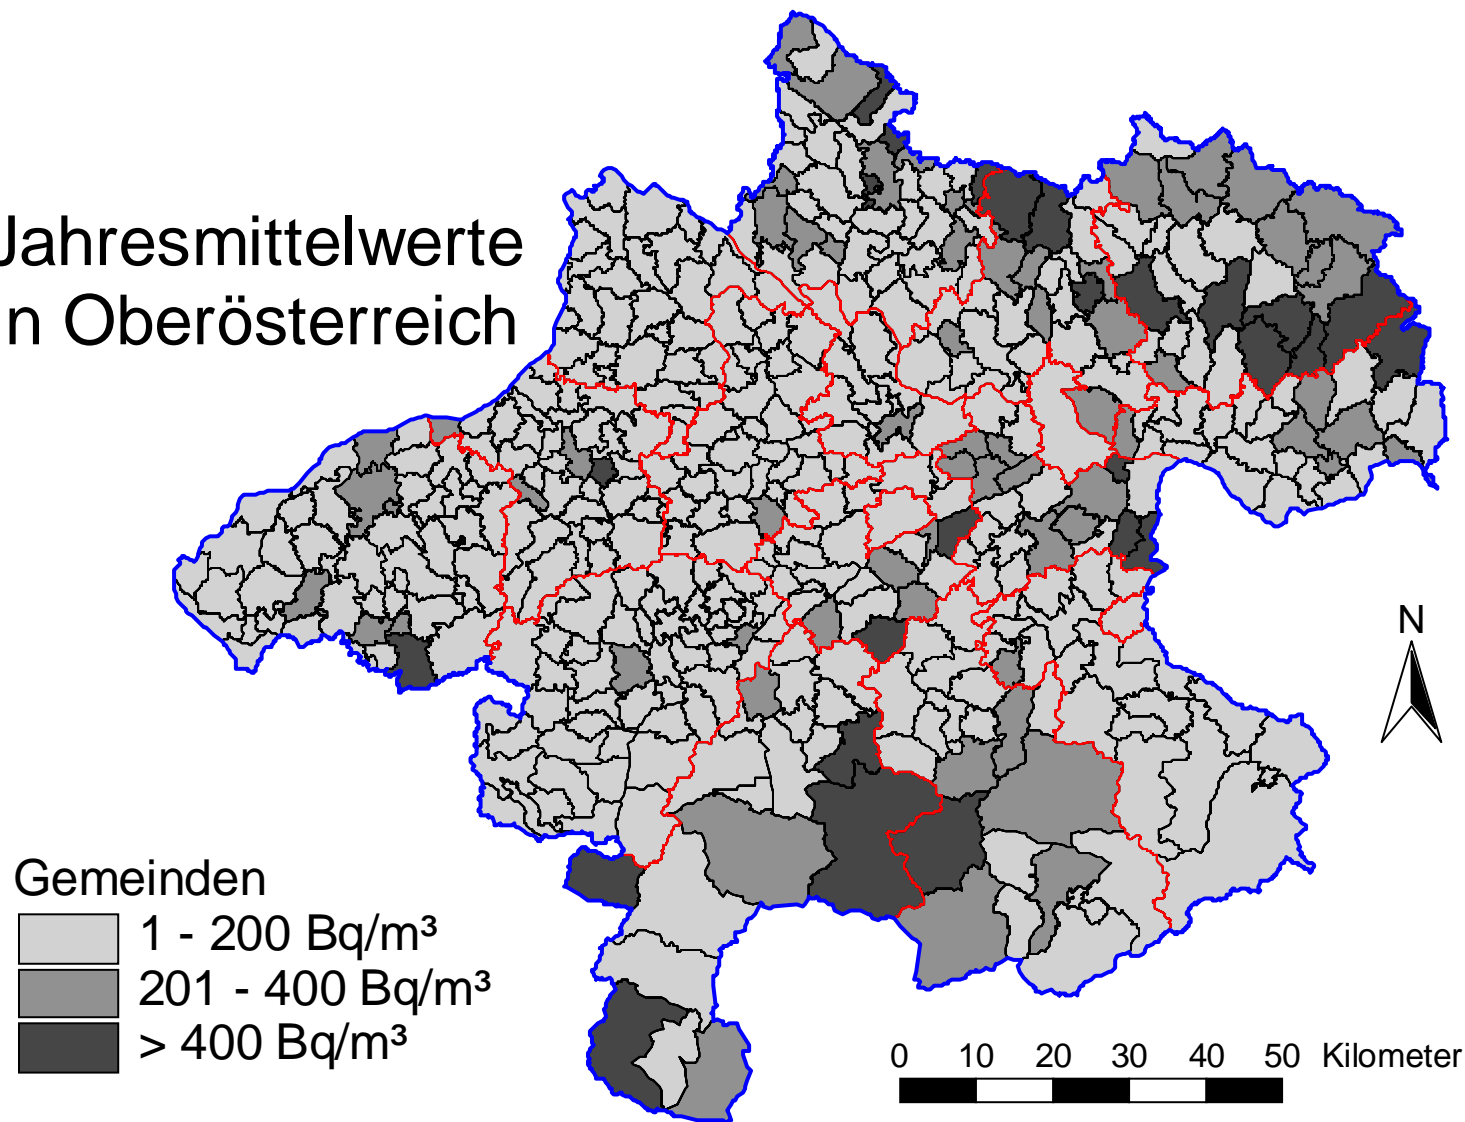 Jahresmittelwerte
n Oberösterreich
N
Gemeinden
1 - 200 Bq/m³
201 - 400 Bq/m³
> 400 Bq/m³
0 10 20 30 40 50 Kilometer